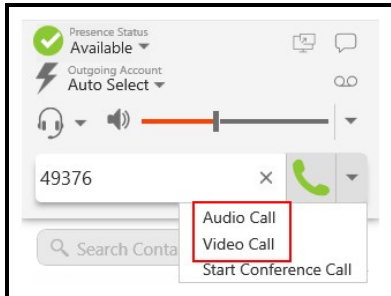 Presence Status
Available
Outgoing Account
Auto Select
49376
Audio Call
Video Call
Search Conta
Start Conference Call